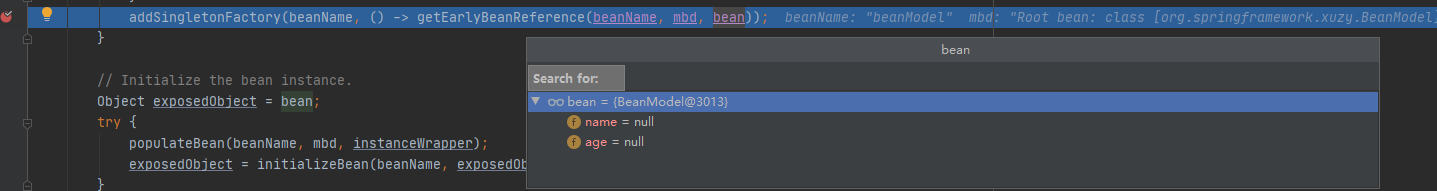 addSingletonFactory(beanName, () -> getEarlyBeanReference(beanName, mbd, bean)); beanName: "beanModel" mbd: "Root bean: class [org.springframework.xuzy.BeanModel]
}
bean
Search for:
// Initialize the bean instance.
Object exposedObject = bean;
bean = {BeanModel@3013}
try {
name = null
populateBean(beanName, mbd, instanceWrapper);
age = null
exposedObject = initializeBean(beanName, exposedOb
}